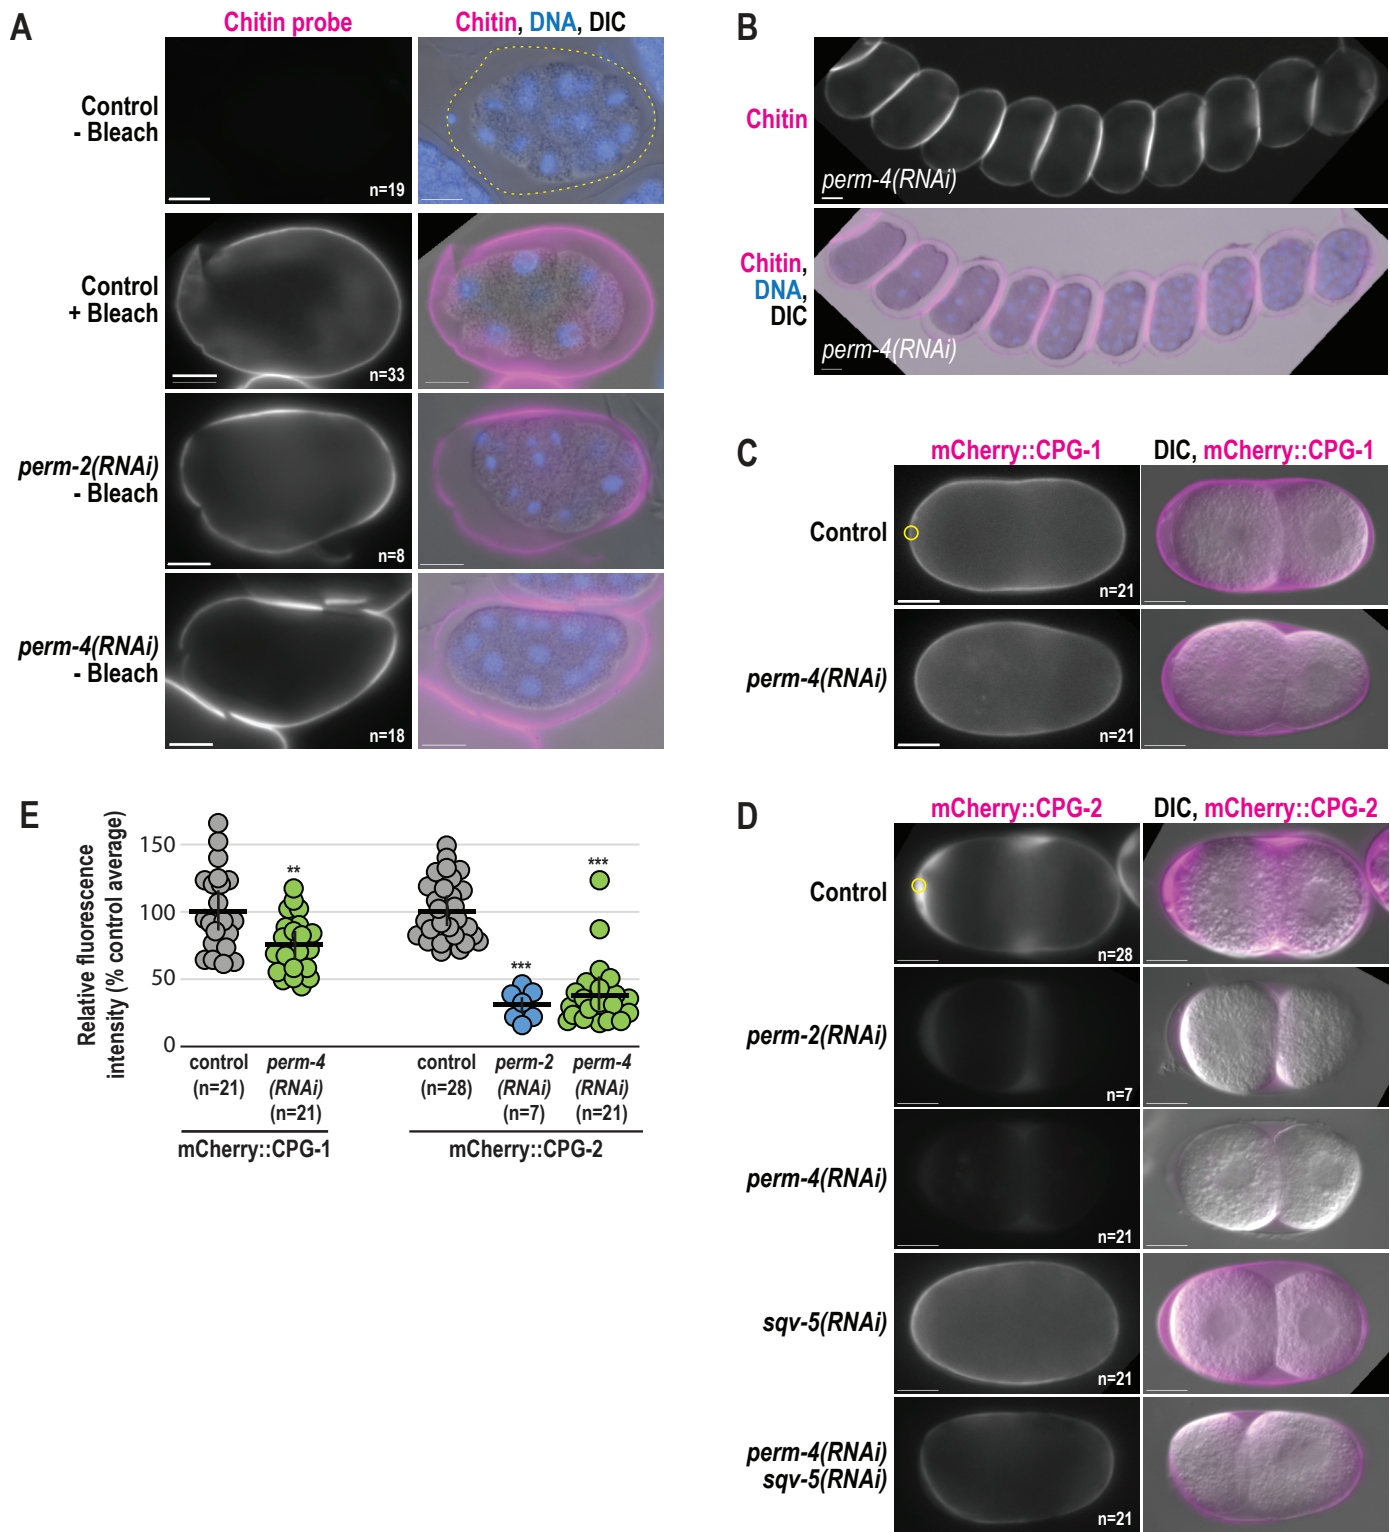 A
Chitin probe
Chitin, DNA, DIC
Control
- Bleach
n=19
Control
+ Bleach
n=33
perm-2(RNAi)
- Bleach
n=8
perm-4(RNAi)
- Bleach
n=18
B
Chitin
perm-4(RNAi)
Chitin,
DNA,
DIC
perm-4(RNAi)
C
mCherry::CPG-1
DIC, mCherry::CPG-1
Control
n=21
perm-4(RNAi)
n=21
D
mCherry::CPG-2
DIC, mCherry::CPG-2
Control
n=28
perm-2(RNAi)
n=7
perm-4(RNAi)
n=21
sqv-5(RNAi)
n=21
perm-4(RNAi)
sqv-5(RNAi)
n=21
E
Relative fluorescence
intensity (% control average)
150
100
50
0
**
***
***
control
(n=21)
perm-4
(RNAi)
(n=21)
control
(n=28)
perm-2
(RNAi)
(n=7)
perm-4
(RNAi)
(n=21)
mCherry::CPG-1
mCherry::CPG-2